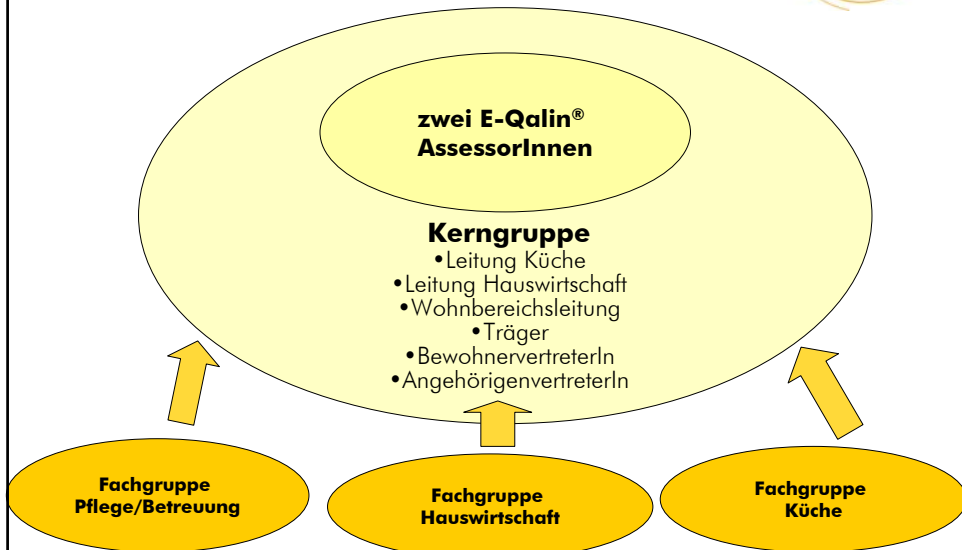 zwei E-Qalin®
AssessorInnen
Kerngruppe
•Leitung Küche
•Leitung Hauswirtschaft
•Wohnbereichsleitung
•Träger
•BewohnervertreterIn
•AngehörigenvertreterIn
Fachgruppe
Pflege/Betreuung
Fachgruppe
Hauswirtschaft
Fachgruppe
Küche